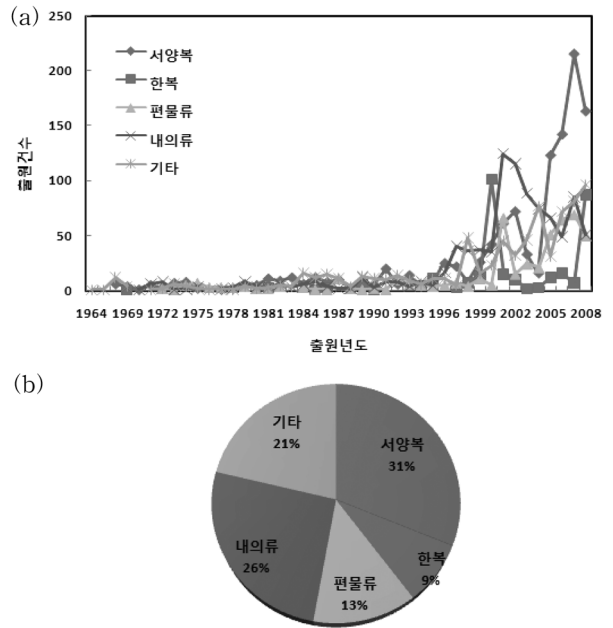 (a)
250
200
150
100
50
0
출원건수
서양복
한복
편물류
내의류
기타
1964 1969 1972 1975 1978 1981 1984 1987 1990 1993 1996 1999 2002 2005 2008
출원년도
(b)
기타
21%
서양복
31%
내의류
26%
한복
9%
편물류
13%